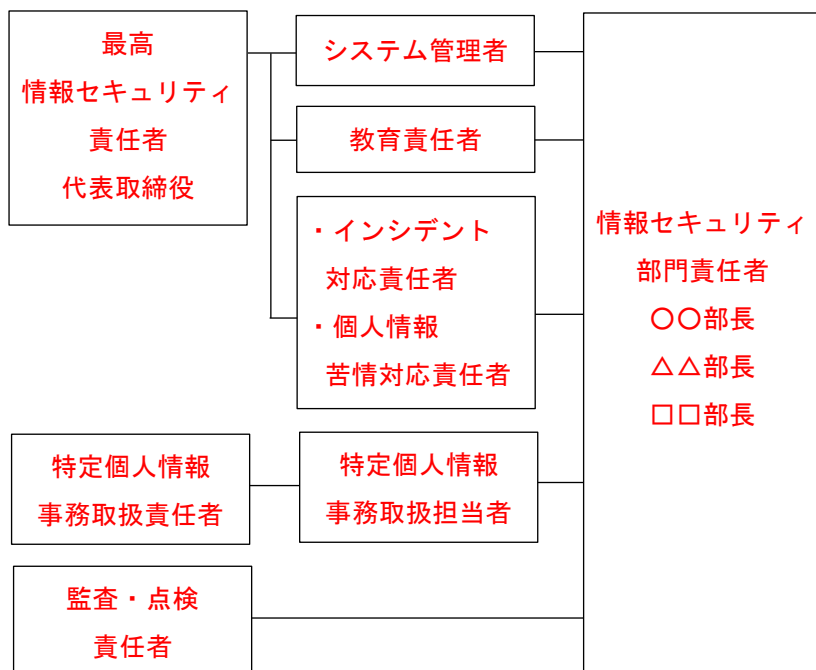 最高
情報セキュリティ
責任者
代表取締役
システム管理者
教育責任者
・インシデント
対応責任者
・個人情報
苦情対応責任者
情報セキュリティ
部門責任者
〇〇部長
△△部長
□□部長
特定個人情報
事務取扱責任者
特定個人情報
事務取扱担当者
監査・点検
責任者